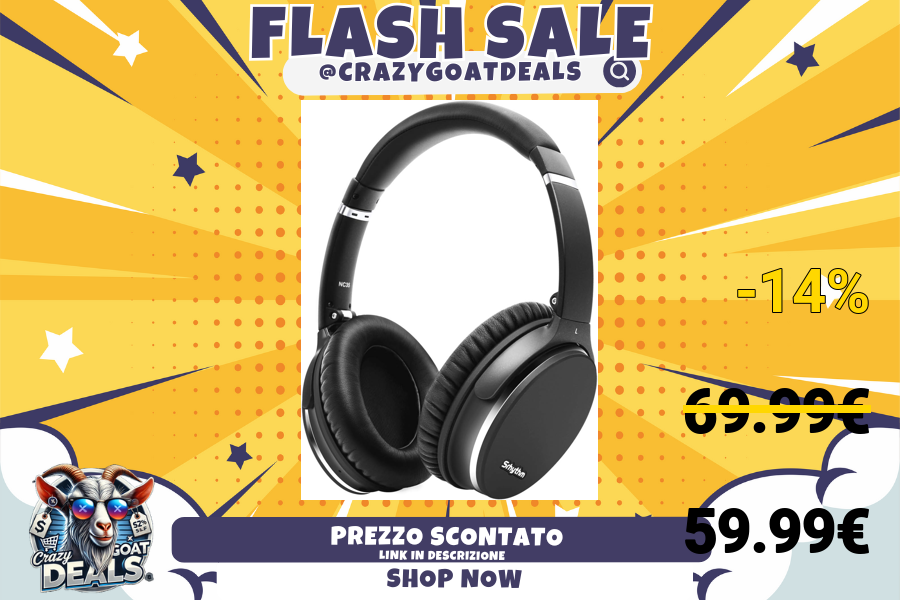 FLASH SALE
@CRAZYGOATDEALS
NC35
L
Srhythm
-14%
69.99€
59.99€
PREZZO SCONTATO
LINK IN DESCRIZIONE
SHOP NOW
$
52%
Crazy
GOAT
DEALS